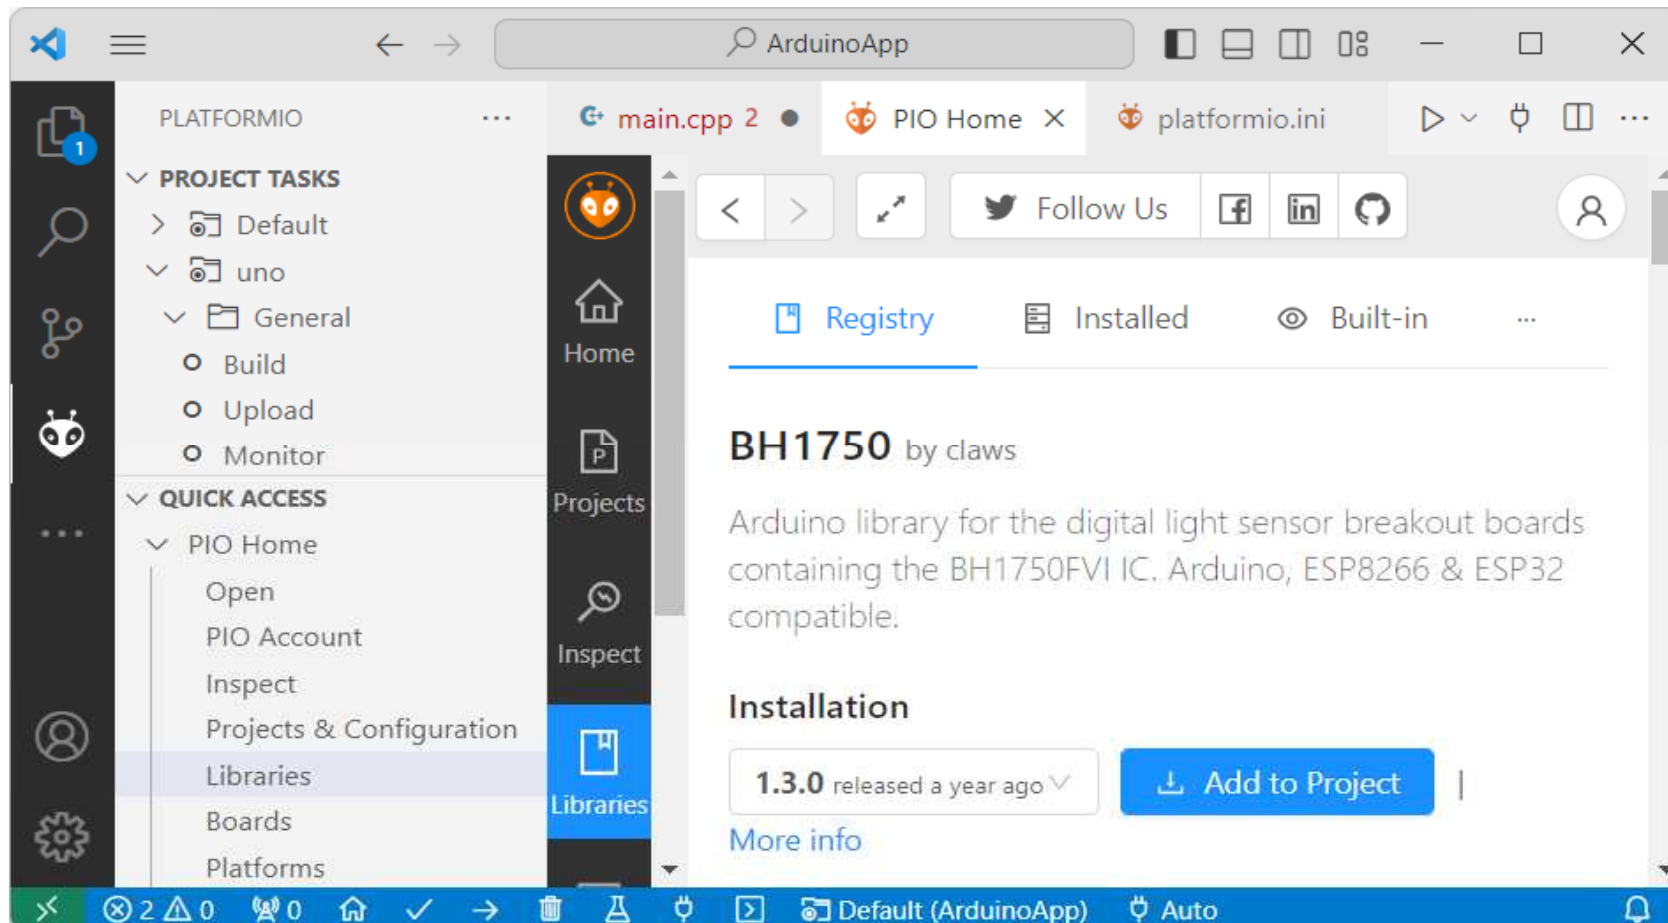 ArduinoApp
1
PLATFORMIO
PROJECT TASKS
Default
uno
General
Build
Upload
Monitor
QUICK ACCESS
PIO Home
Open
PIO Account
Inspect
Projects & Configuration
Libraries
Boards
Platforms
main.cpp 2
PIO Home
platformio.ini
Home
Projects
Inspect
Libraries
Follow Us
Registry
Installed
Built-in
BH1750 by claws
Arduino library for the digital light sensor breakout boards
containing the BH1750FVI IC. Arduino, ESP8266 & ESP32
compatible.
Installation
1.3.0 released a year ago
Add to Project |
More info
2 0 0 Default (ArduinoApp) Auto